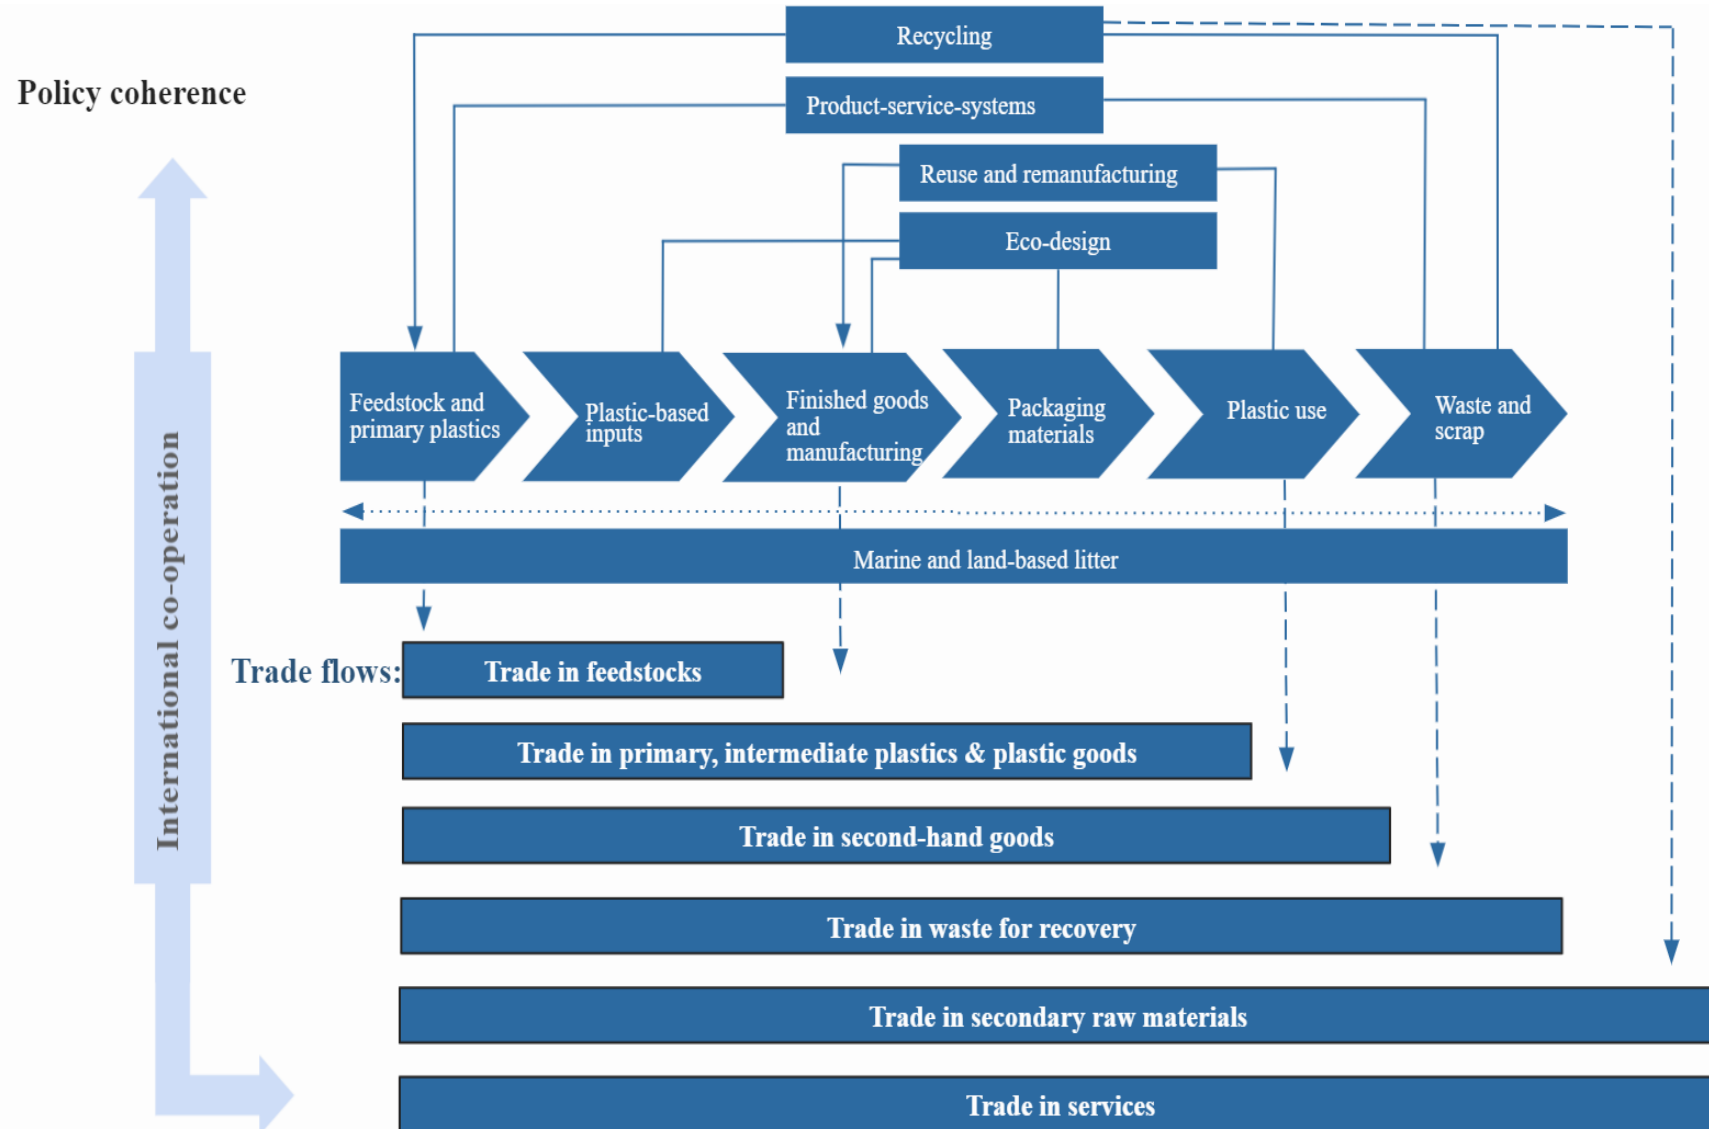 Recycling
Policy coherence
Product-service-systems
Reuse and remanufacturing
Eco-design
Feedstock and
primary plastics
Plastic-based
inputs
Finished goods
and
manufacturing
Packaging
materials
Plastic use
Waste and
scrap
International co-operation
Marine and land-based litter
Trade flows:
Trade in feedstocks
Trade in primary, intermediate plastics & plastic goods
Trade in second-hand goods
Trade in waste for recovery
Trade in secondary raw materials
Trade in services